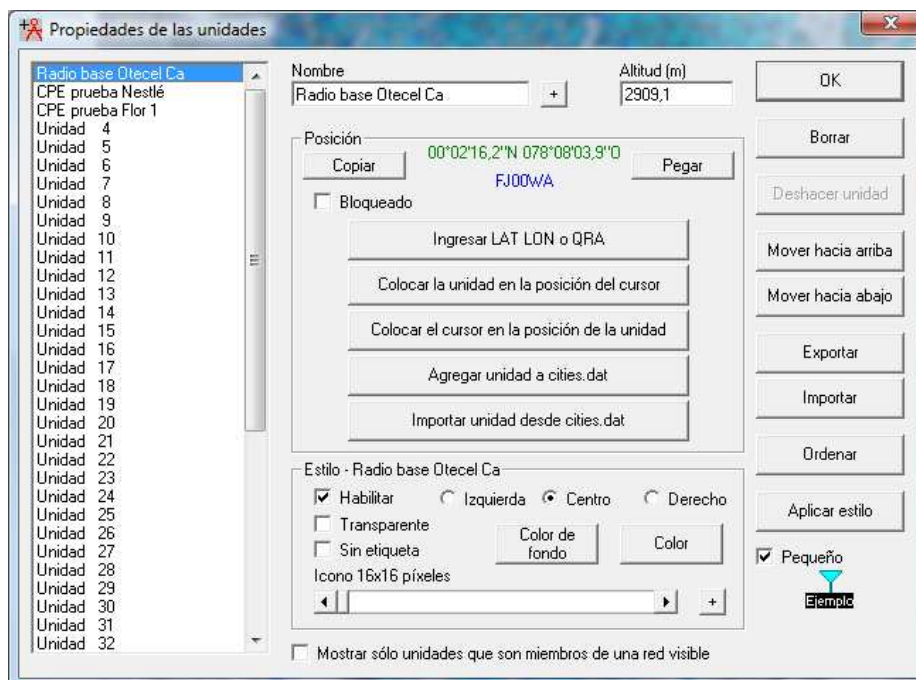 Propiedades de las unidades
Radio base Otecel Ca
CPE prueba Nestlé
CPE prueba Flor 1
Unidad 4
Unidad 5
Unidad 6
Unidad 7
Unidad 8
Unidad 9
Unidad 10
Unidad 11
Unidad 12
Unidad 13
Unidad 14
Unidad 15
Unidad 16
Unidad 17
Unidad 18
Unidad 19
Unidad 20
Unidad 21
Unidad 22
Unidad 23
Unidad 24
Unidad 25
Unidad 26
Unidad 27
Unidad 28
Unidad 29
Unidad 30
Unidad 31
Unidad 32
Nombre
Radio base Otecel Ca
+
Altitud (m)
2909,1
Posición
Copiar
00°02'16,2"N 078°08'03,9"O
FJ00WA
Pegar
Bloqueado
Ingresar LAT LON o QRA
Colocar la unidad en la posición del cursor
Colocar el cursor en la posición de la unidad
Agregar unidad a cities.dat
Importar unidad desde cities.dat
Estilo - Radio base Otecel Ca
Habilitar Izquierda Centro Derecho
Transparente
Sin etiqueta
Color de fondo
Color
Icono 16x16 píxeles
+
Mostrar sólo unidades que son miembros de una red visible
OK
Borrar
Deshacer unidad
Mover hacia arriba
Mover hacia abajo
Exportar
Importar
Ordenar
Aplicar estilo
Pequeño
Ejemplo